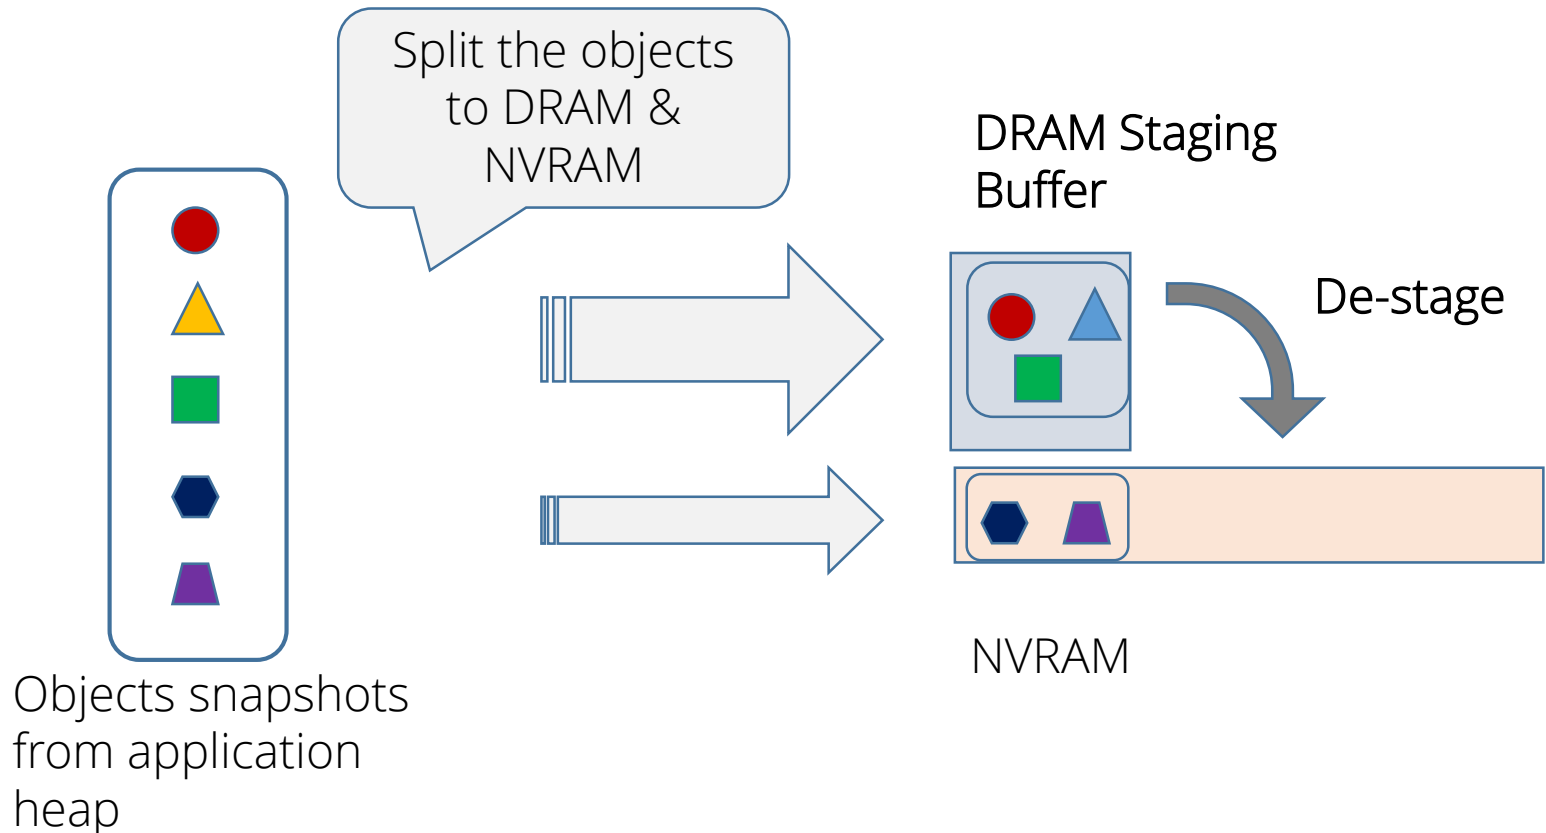 Split the objects
to DRAM &
NVRAM
DRAM Staging
Buffer
De-stage
NVRAM
Objects snapshots
from application
heap